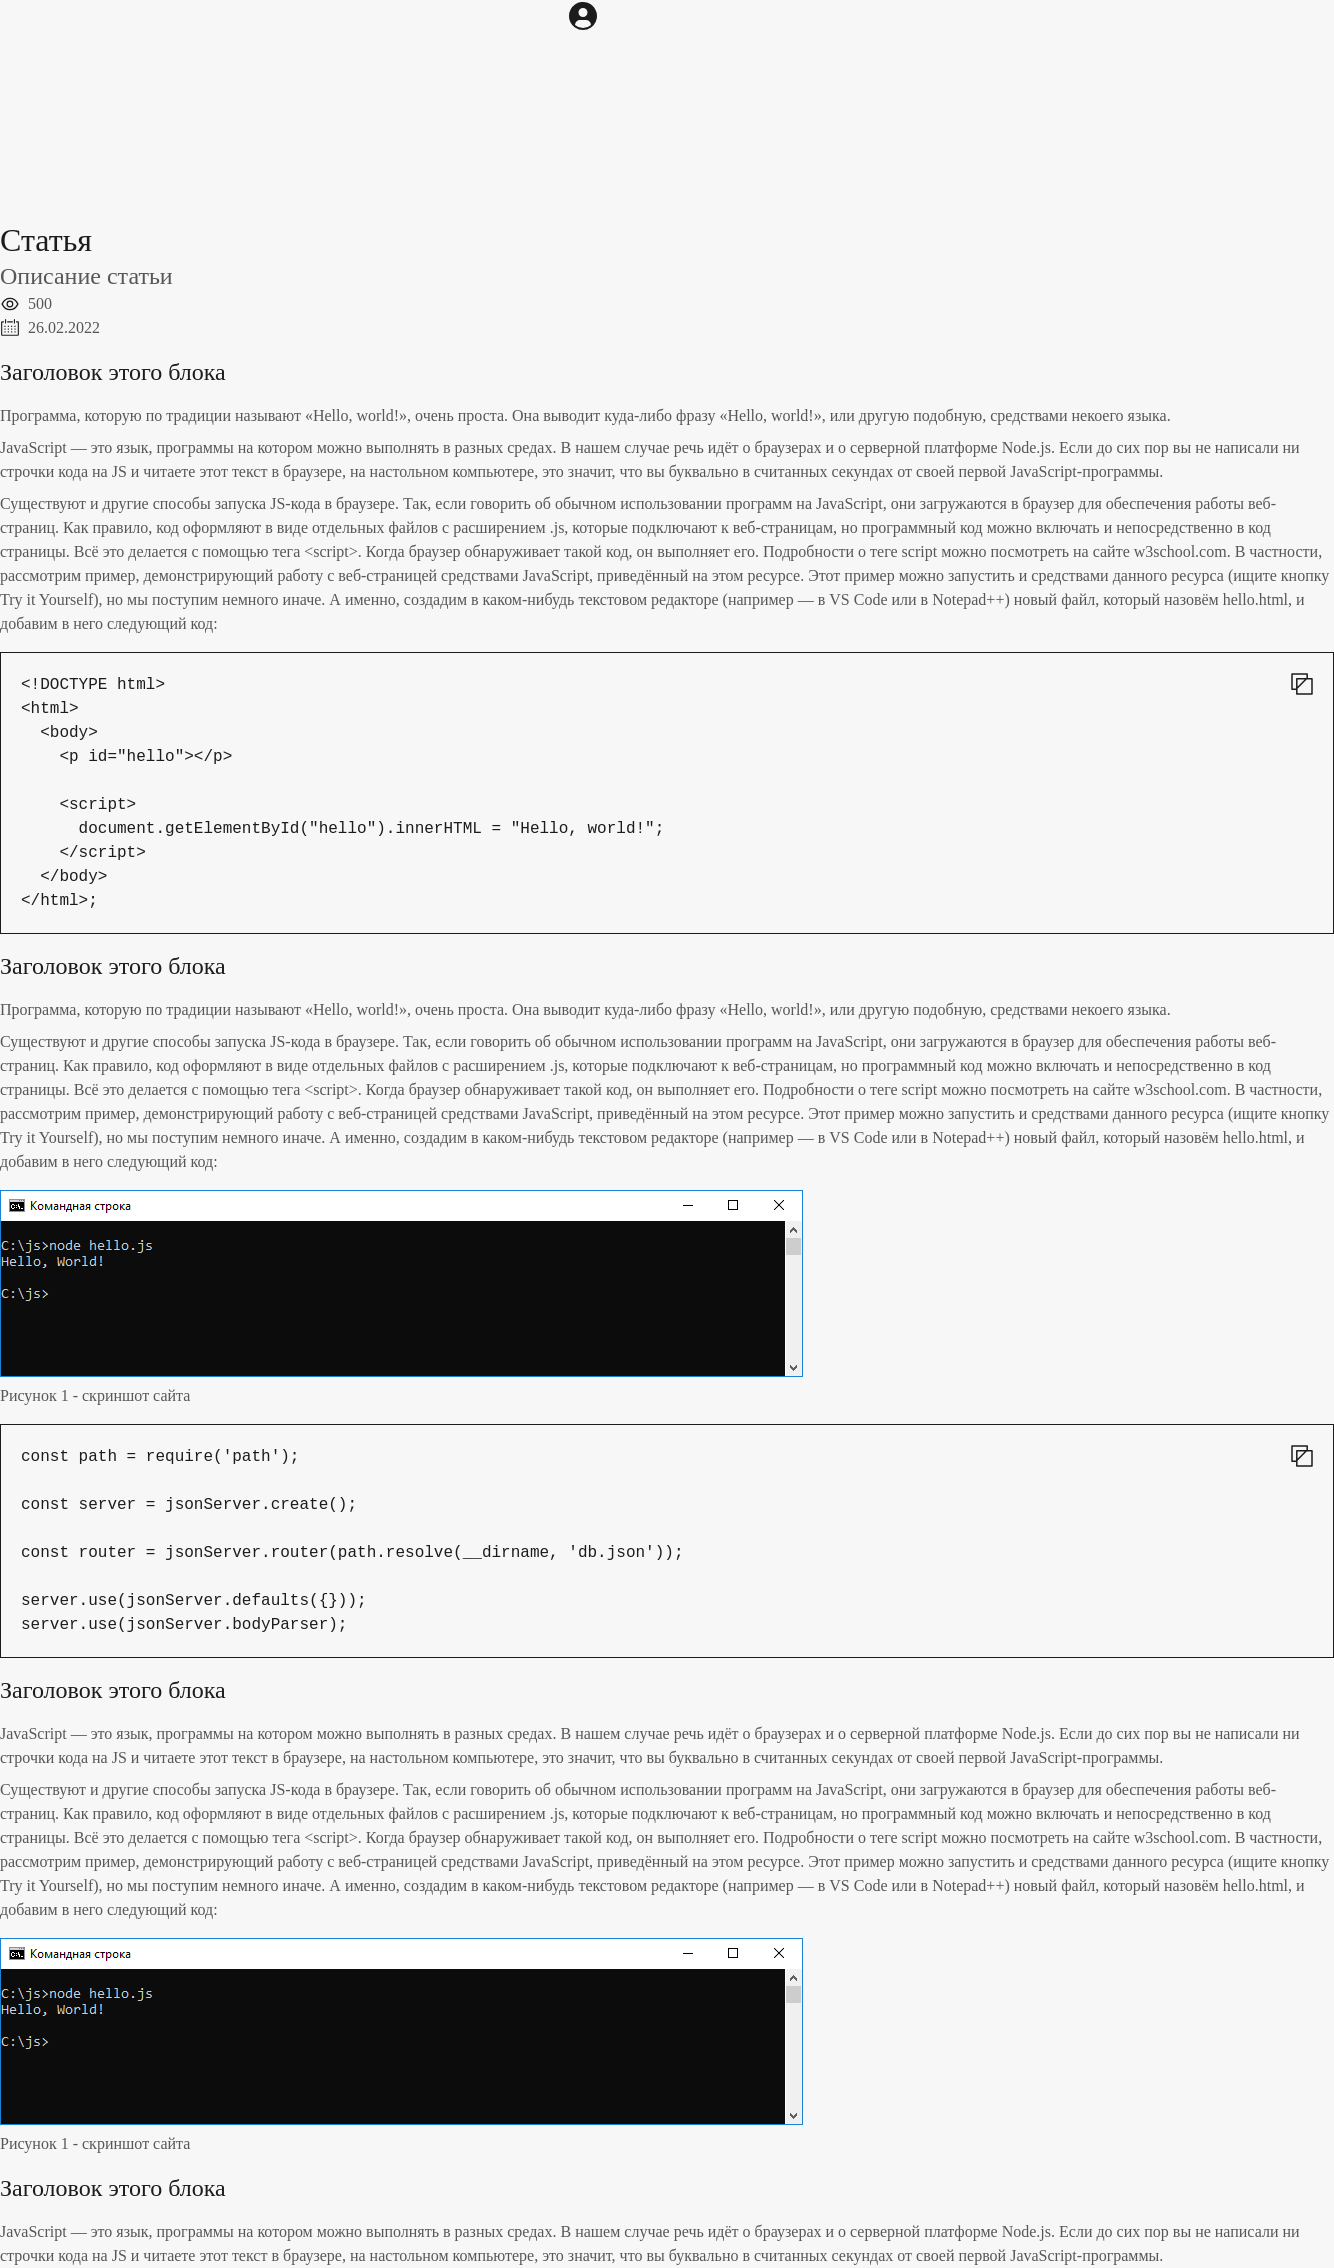 Статья
Описание статьи
500
26.02.2022
Заголовок этого блока
Программа, которую по традиции называют «Hello, world!», очень проста. Она выводит куда-либо фразу «Hello, world!», или другую подобную, средствами некоего языка.
JavaScript — это язык, программы на котором можно выполнять в разных средах. В нашем случае речь идёт о браузерах и о серверной платформе Node.js. Если до сих пор вы не написали ни
строчки кода на JS и читаете этот текст в браузере, на настольном компьютере, это значит, что вы буквально в считанных секундах от своей первой JavaScript-программы.
Существуют и другие способы запуска JS-кода в браузере. Так, если говорить об обычном использовании программ на JavaScript, они загружаются в браузер для обеспечения работы веб-
страниц. Как правило, код оформляют в виде отдельных файлов с расширением .js, которые подключают к веб-страницам, но программный код можно включать и непосредственно в код
страницы. Всё это делается с помощью тега <script>. Когда браузер обнаруживает такой код, он выполняет его. Подробности о теге script можно посмотреть на сайте w3school.com. В частности,
рассмотрим пример, демонстрирующий работу с веб-страницей средствами JavaScript, приведённый на этом ресурсе. Этот пример можно запустить и средствами данного ресурса (ищите кнопку
Try it Yourself), но мы поступим немного иначе. А именно, создадим в каком-нибудь текстовом редакторе (например — в VS Code или в Notepad++) новый файл, который назовём hello.html, и
добавим в него следующий код:
<!DOCTYPE html>
<html>
  <body>
    <p id="hello"></p>
    <script>
      document.getElementById("hello").innerHTML = "Hello, world!";
    </script>
  </body>
</html>;
Заголовок этого блока
Программа, которую по традиции называют «Hello, world!», очень проста. Она выводит куда-либо фразу «Hello, world!», или другую подобную, средствами некоего языка.
Существуют и другие способы запуска JS-кода в браузере. Так, если говорить об обычном использовании программ на JavaScript, они загружаются в браузер для обеспечения работы веб-
страниц. Как правило, код оформляют в виде отдельных файлов с расширением .js, которые подключают к веб-страницам, но программный код можно включать и непосредственно в код
страницы. Всё это делается с помощью тега <script>. Когда браузер обнаруживает такой код, он выполняет его. Подробности о теге script можно посмотреть на сайте w3school.com. В частности,
рассмотрим пример, демонстрирующий работу с веб-страницей средствами JavaScript, приведённый на этом ресурсе. Этот пример можно запустить и средствами данного ресурса (ищите кнопку
Try it Yourself), но мы поступим немного иначе. А именно, создадим в каком-нибудь текстовом редакторе (например — в VS Code или в Notepad++) новый файл, который назовём hello.html, и
добавим в него следующий код:
Командная строка
C:\js>node hello.js
Hello, World!
C:\js>
Рисунок 1 - скриншот сайта
const path = require('path');
const server = jsonServer.create();
const router = jsonServer.router(path.resolve(__dirname, 'db.json'));
server.use(jsonServer.defaults({}));
server.use(jsonServer.bodyParser);
Заголовок этого блока
JavaScript — это язык, программы на котором можно выполнять в разных средах. В нашем случае речь идёт о браузерах и о серверной платформе Node.js. Если до сих пор вы не написали ни
строчки кода на JS и читаете этот текст в браузере, на настольном компьютере, это значит, что вы буквально в считанных секундах от своей первой JavaScript-программы.
Существуют и другие способы запуска JS-кода в браузере. Так, если говорить об обычном использовании программ на JavaScript, они загружаются в браузер для обеспечения работы веб-
страниц. Как правило, код оформляют в виде отдельных файлов с расширением .js, которые подключают к веб-страницам, но программный код можно включать и непосредственно в код
страницы. Всё это делается с помощью тега <script>. Когда браузер обнаруживает такой код, он выполняет его. Подробности о теге script можно посмотреть на сайте w3school.com. В частности,
рассмотрим пример, демонстрирующий работу с веб-страницей средствами JavaScript, приведённый на этом ресурсе. Этот пример можно запустить и средствами данного ресурса (ищите кнопку
Try it Yourself), но мы поступим немного иначе. А именно, создадим в каком-нибудь текстовом редакторе (например — в VS Code или в Notepad++) новый файл, который назовём hello.html, и
добавим в него следующий код:
Командная строка
C:\js>node hello.js
Hello, World!
C:\js>
Рисунок 1 - скриншот сайта
Заголовок этого блока
JavaScript — это язык, программы на котором можно выполнять в разных средах. В нашем случае речь идёт о браузерах и о серверной платформе Node.js. Если до сих пор вы не написали ни
строчки кода на JS и читаете этот текст в браузере, на настольном компьютере, это значит, что вы буквально в считанных секундах от своей первой JavaScript-программы.